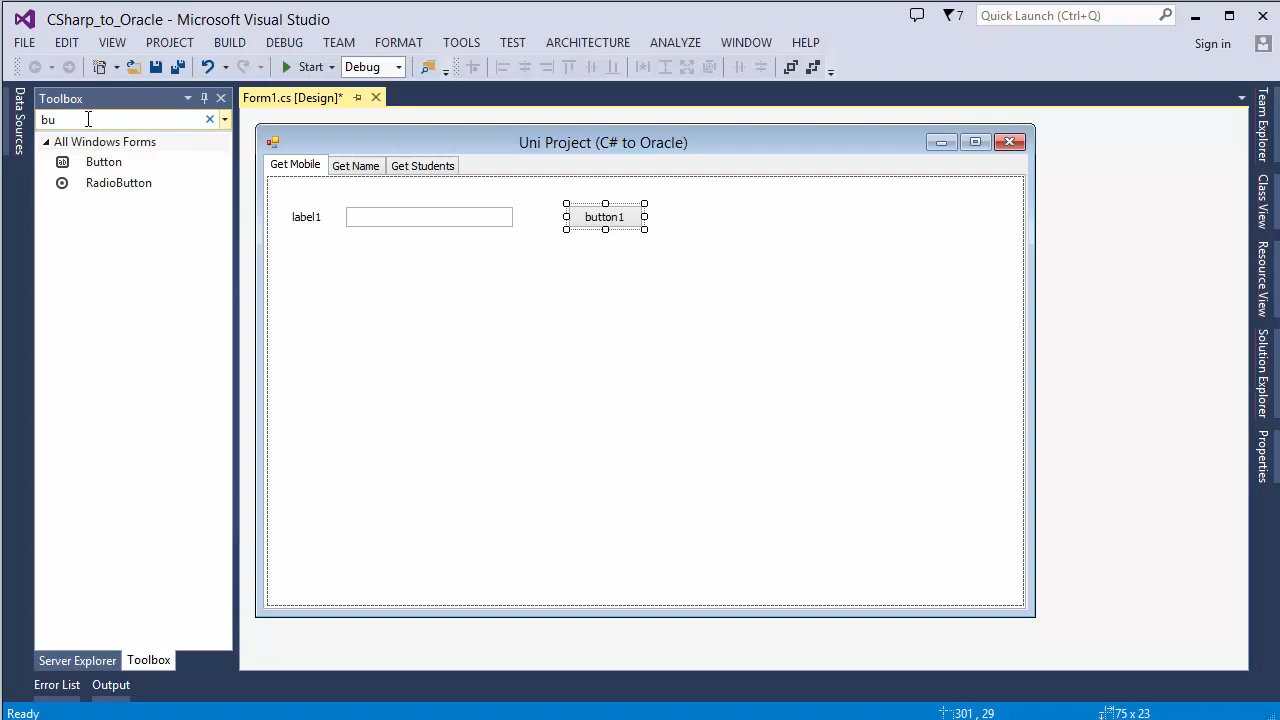 CSharp_to_Oracle - Microsoft Visual Studio
7
Quick Launch (Ctrl+Q)
FILE EDIT VIEW PROJECT BUILD DEBUG TEAM FORMAT TOOLS TEST ARCHITECTURE ANALYZE WINDOW HELP
Sign in
Start Debug
Data Sources
Toolbox
Form1.cs [Design]*
bu
All Windows Forms
Button
RadioButton
Uni Project (C# to Oracle)
Get Mobile Get Name Get Students
label1
button1
Team Explorer
Class View
Resource View
Solution Explorer
Properties
Server Explorer Toolbox
Error List Output
Ready
301 , 29
75 x 23